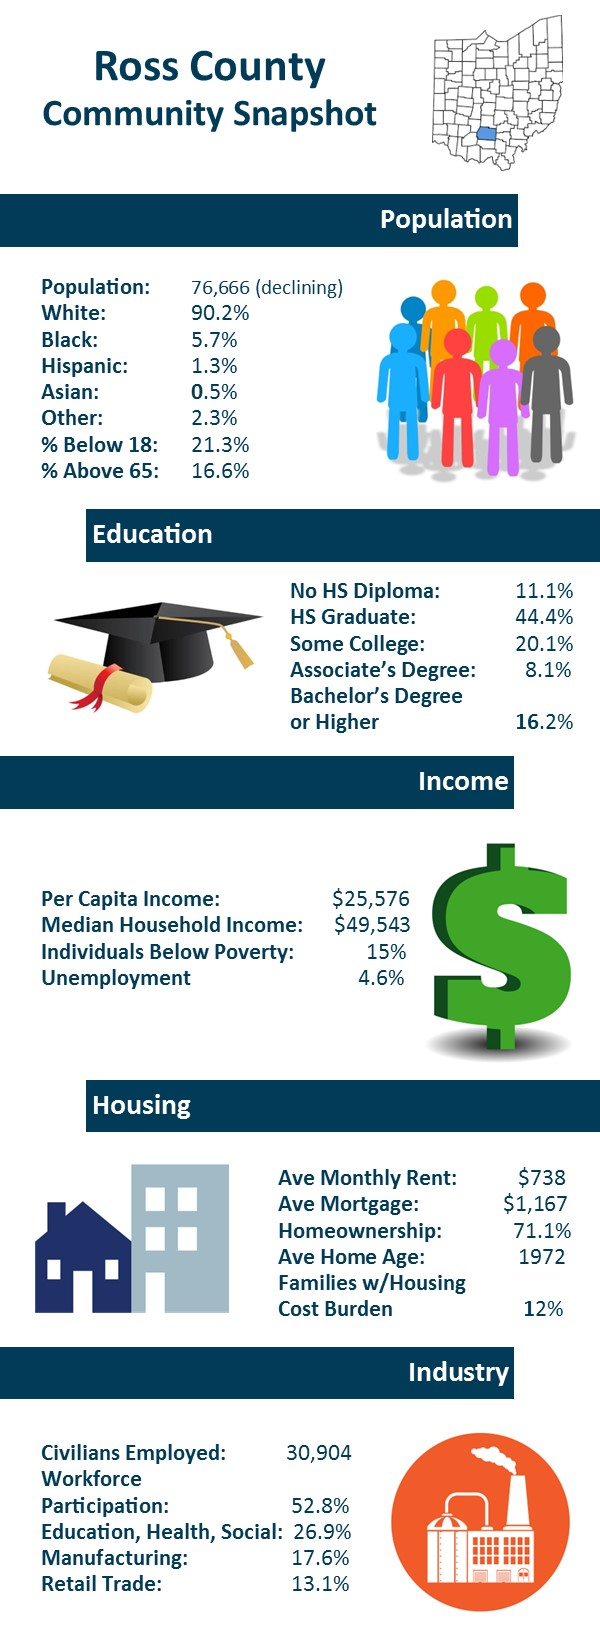 Ross County
Community Snapshot
Population
Population: 76,666 (declining)
White: 90.2%
Black: 5.7%
Hispanic: 1.3%
Asian: 0.5%
Other: 2.3%
% Below 18: 21.3%
% Above 65: 16.6%
Education
No HS Diploma: 11.1%
HS Graduate: 44.4%
Some College: 20.1%
Associate’s Degree: 8.1%
Bachelor’s Degree
or Higher 16.2%
Income
Per Capita Income: $25,576
Median Household Income: $49,543
Individuals Below Poverty: 15%
Unemployment 4.6%
$
Housing
Ave Monthly Rent: $738
Ave Mortgage: $1,167
Homeownership: 71.1%
Ave Home Age: 1972
Families w/Housing
Cost Burden 12%
Industry
Civilians Employed: 30,904
Workforce
Participation: 52.8%
Education, Health, Social: 26.9%
Manufacturing: 17.6%
Retail Trade: 13.1%